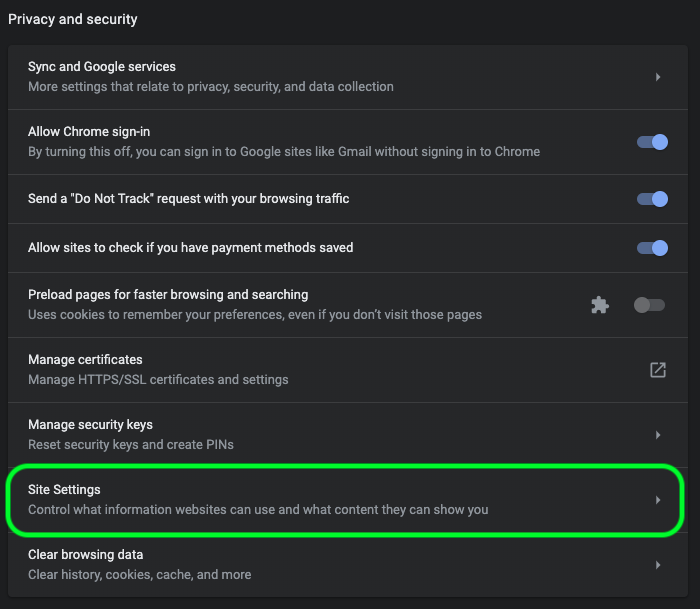 Privacy and security
Sync and Google services
More settings that relate to privacy, security, and data collection
Allow Chrome sign-in
By turning this off, you can sign in to Google sites like Gmail without signing in to Chrome
Send a "Do Not Track" request with your browsing traffic
Allow sites to check if you have payment methods saved
Preload pages for faster browsing and searching
Uses cookies to remember your preferences, even if you don’t visit those pages
Manage certificates
Manage HTTPS/SSL certificates and settings
Manage security keys
Reset security keys and create PINs
Site Settings
Control what information websites can use and what content they can show you
Clear browsing data
Clear history, cookies, cache, and more